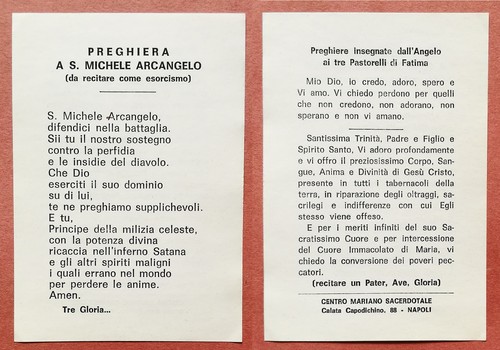 PREGHIERA
A S. MICHELE ARCANGELO
(da recitare come esorcismo)
S. Michele Arcangelo,
difendici nella battaglia.
Sii tu il nostro sostegno
contro la perfidia
e le insidie del diavolo.
Che Dio
eserciti il suo dominio
su di lui,
te ne preghiamo supplichevoli.
E tu,
Principe della milizia celeste,
con la potenza divina
ricaccia nell'inferno Satana
e gli altri spiriti maligni
i quali errano nel mondo
per perdere le anime.
Amen.
Tre Gloria...
Preghiere insegnate dall'Angelo
ai tre Pastorelli di Fatima
Mio Dio, io credo, adoro, spero e
Vi amo. Vi chiedo perdono per quelli
che non credono, non adorano, non
sperano e non vi amano.
Santissima Trinità, Padre e Figlio e
Spirito Santo, Vi adoro profondamente
e vi offro il preziosissimo Corpo, San-
gue, Anima e Divinità di Gesù Cristo,
presente in tutti i tabernacoli della
terra, in riparazione degli oltraggi, sacri-
legi e indifferenze con cui Egli
stesso viene offeso.
E per i meriti infiniti del suo Sa-
cratissimo Cuore e per intercessione
del Cuore Immacolato di Maria, vi
chiedo la conversione dei poveri pec-
catori.
(recitare un Pater, Ave, Gloria)
CENTRO MARIANO SACERDOTALE
Calata Capodichino, 88 - NAPOLI